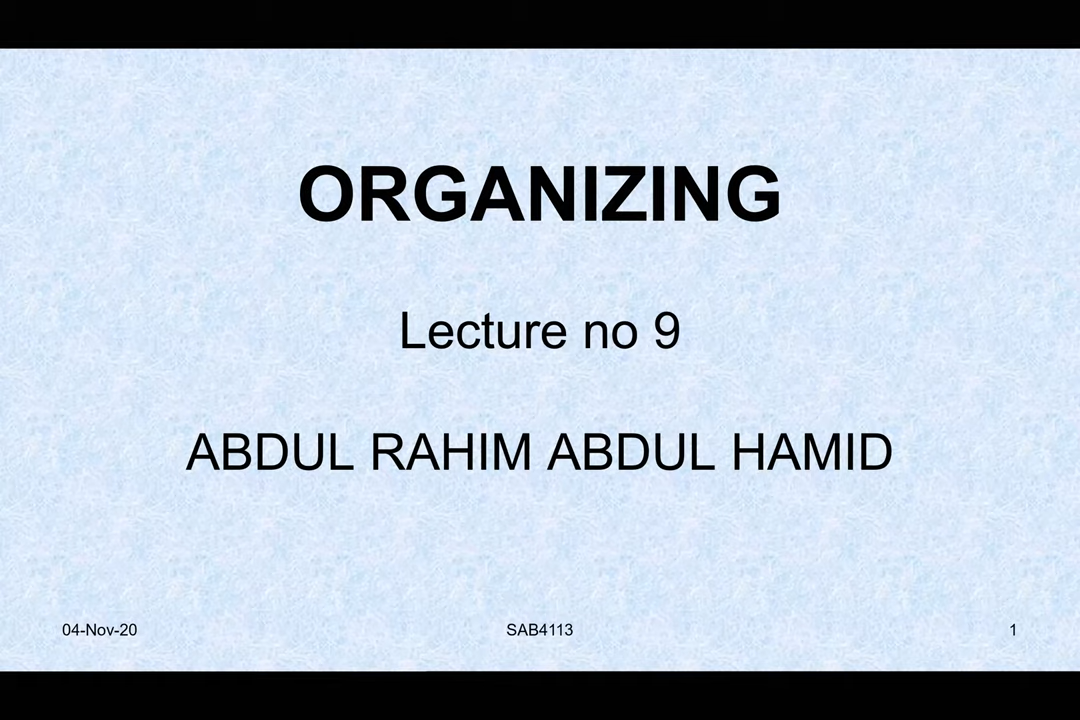 ORGANIZING
Lecture no 9
ABDUL RAHIM ABDUL HAMID
04-Nov-20 SAB4113 1